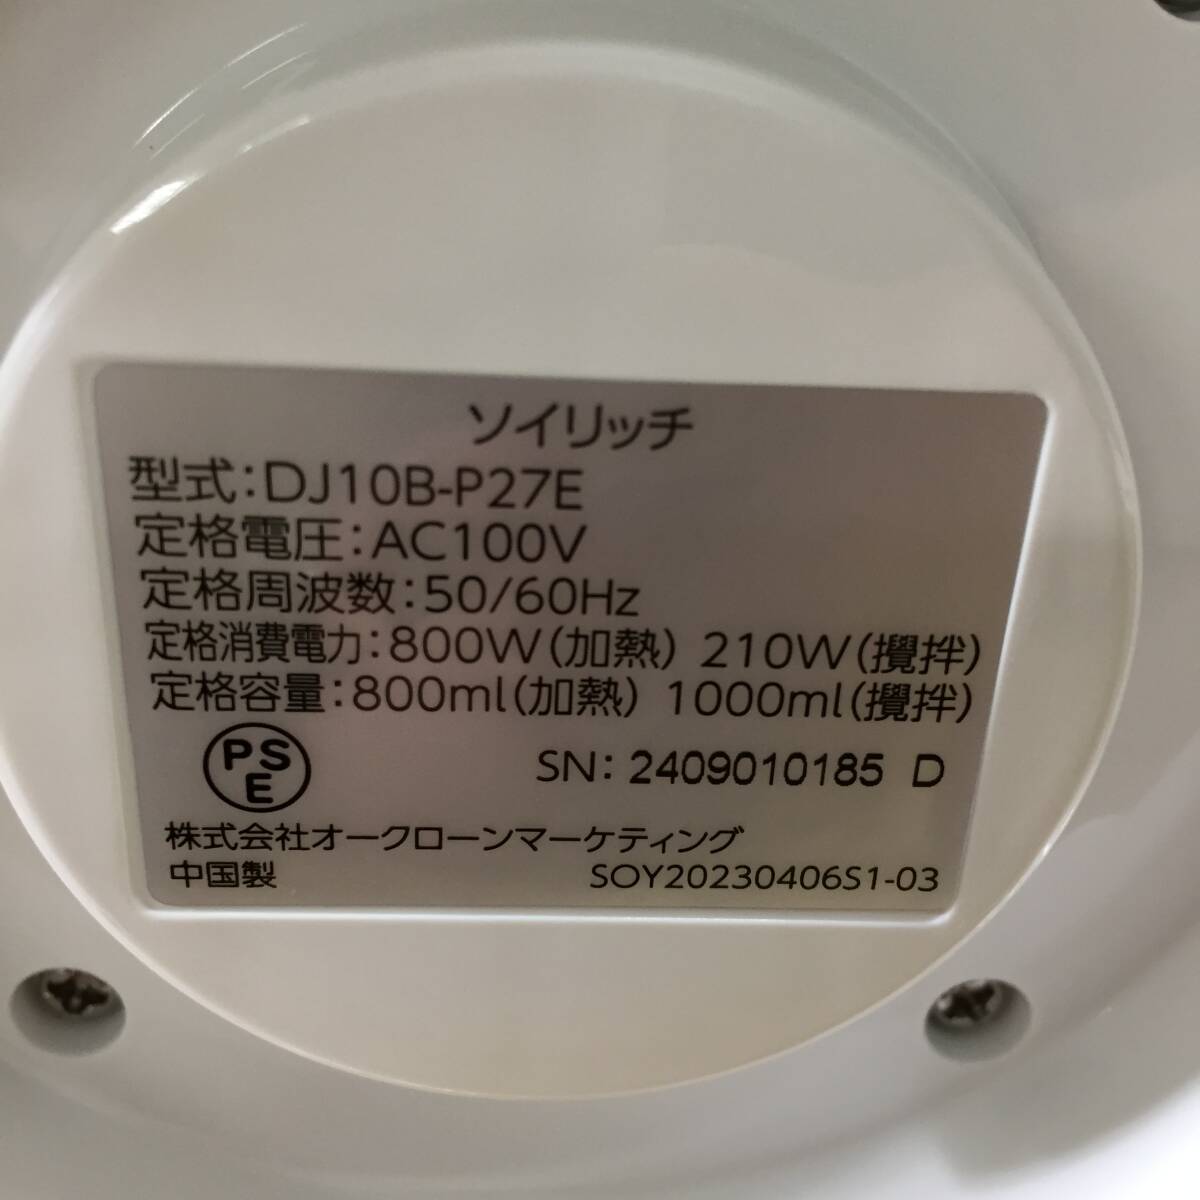 ソイリッチ
型式:DJ10B-P27E
定格電圧:AC100V
定格周波数:50/60Hz
定格消費電力:800W(加熱) 210W(攪拌)
定格容量:800ml(加熱) 1000ml(攪拌)
PSE
SN: 2409010185 D
株式会社オークローンマーケティング
中国製 SOY20230406S1-03